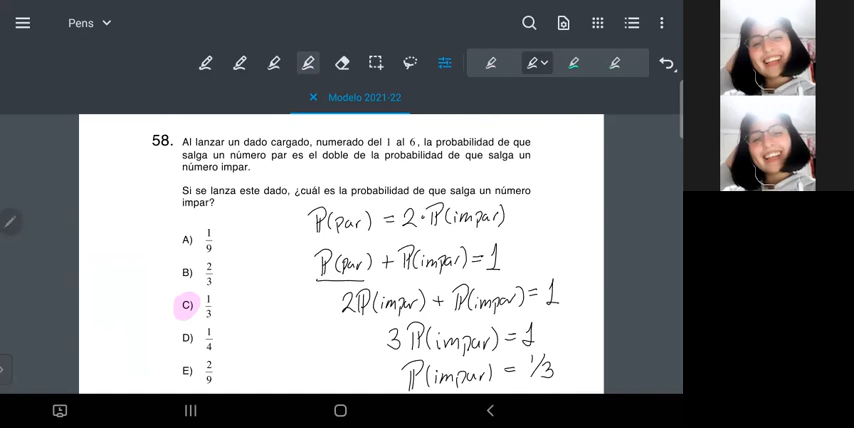 Pens
Modelo 2021-22
58. Al lanzar un dado cargado, numerado del 1 al 6, la probabilidad de que
salga un número par es el doble de la probabilidad de que salga un
número impar.
Si se lanza este dado, ¿cuál es la probabilidad de que salga un número
impar?
A) 1/9
B) 2/3
C) 1/3
D) 1/4
E) 2/9
P(par) = 2·P(impar)
P(par) + P(impar) = 1
2P(impar) + P(impar) = 1
3P(impar) = 1
P(impar) = 1/3